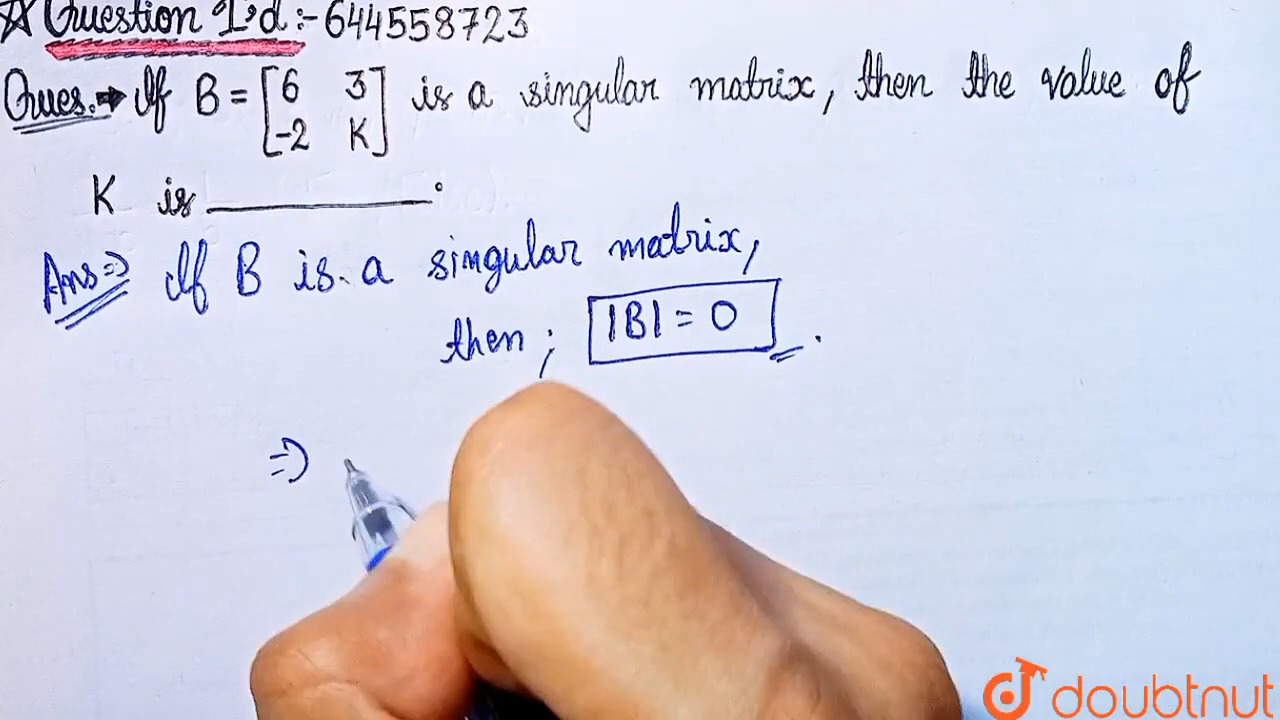 ☆ Question I'd :- 644558723
Ques. → If B = [6 3
-2 K] is a singular matrix, then the value of
K is ________.
Ans ⇒ If B is a singular matrix,
then ; |B| = 0 .
⇒
doubtnut